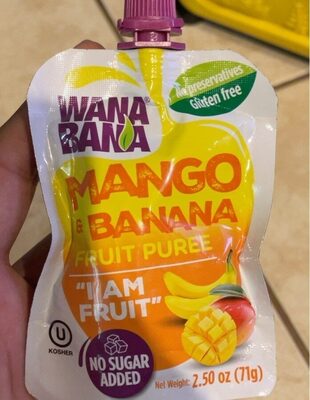 WANA®
BANA
No preservatives
Gluten free
MANGO
& BANANA
FRUIT PUREE
"I AM
FRUIT"
U
KOSHER
NO SUGAR
ADDED
Net Weight: 2.50 oz (71g)